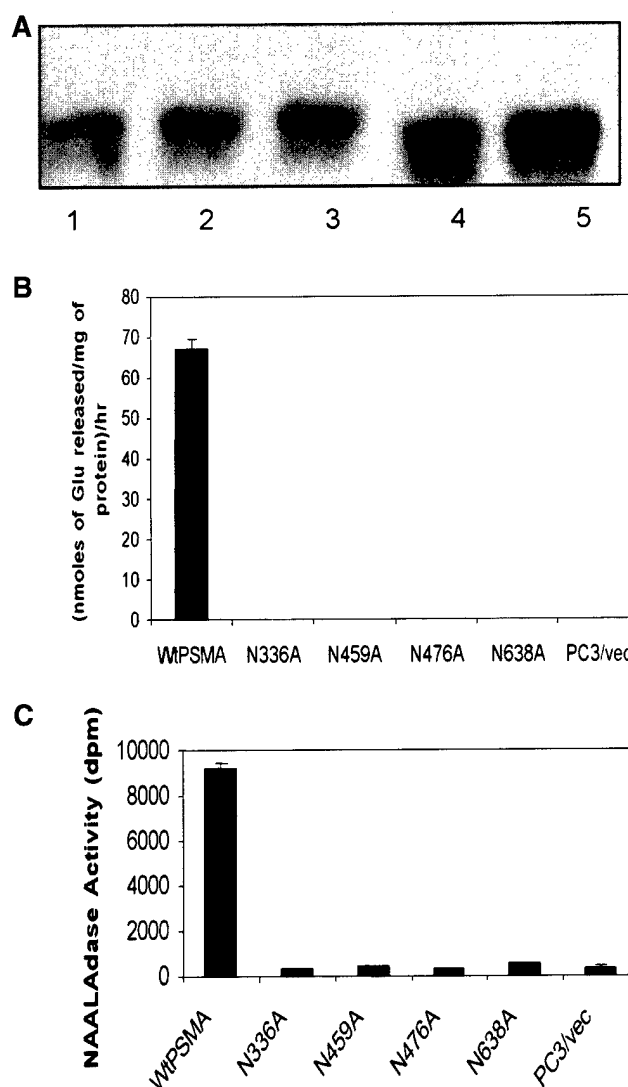 A
1 2 3 4 5
B
(nmoles of Glu released/mg of
protein)/hr
80
70
60
50
40
30
20
10
0
WtPSMA N336A N459A N476A N638A PC3/vec
C
NAALAdase Activity (dpm)
10000
8000
6000
4000
2000
0
WtPSMA N336A N459A N476A N638A PC3/vec